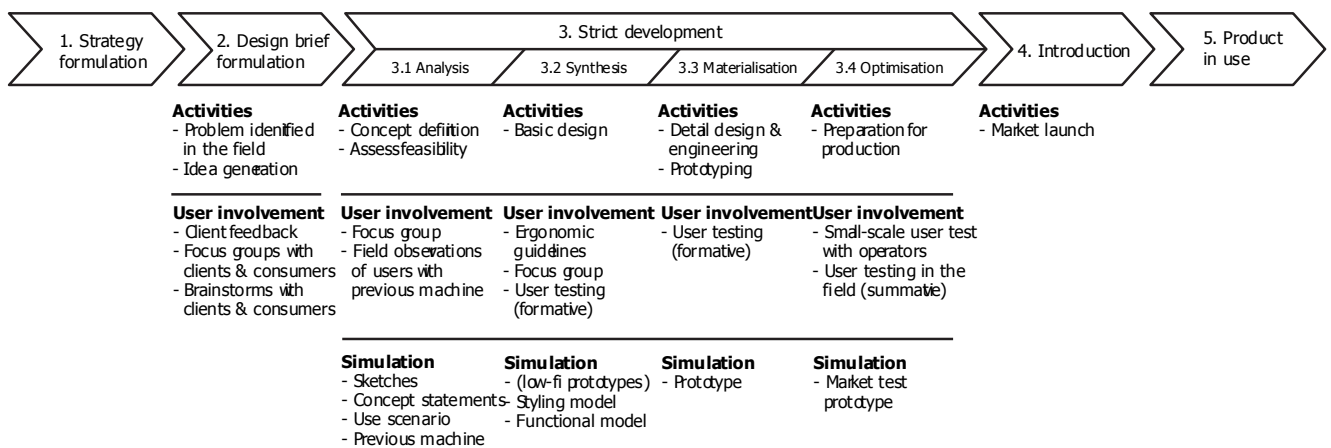 1. Strategy
formulation
2. Design brief
formulation
3. Strict development
3.1 Analysis
3.2 Synthesis
3.3 Materialisation
3.4 Optimisation
4. Introduction
5. Product
in use
Activities
- Problem identified
in the field
- Idea generation
Activities
- Concept definition
- Assess feasibility
Activities
- Basic design
Activities
- Detail design &
engineering
- Prototyping
Activities
- Preparation for
production
Activities
- Market launch
User involvement
- Client feedback
- Focus groups with
clients & consumers
- Brainstorms with
clients & consumers
User involvement
- Focus group
- Field observations
of users with
previous machine
User involvement
- Ergonomic
guidelines
- Focus group
- User testing
(formative)
User involvement
- User testing
(formative)
User involvement
- Small-scale user test
with operators
- User testing in the
field (summative)
Simulation
- Sketches
- Concept statements
- Use scenario
- Previous machine
Simulation
- (low-fi prototypes)
- Styling model
- Functional model
Simulation
- Prototype
Simulation
- Market test
prototype